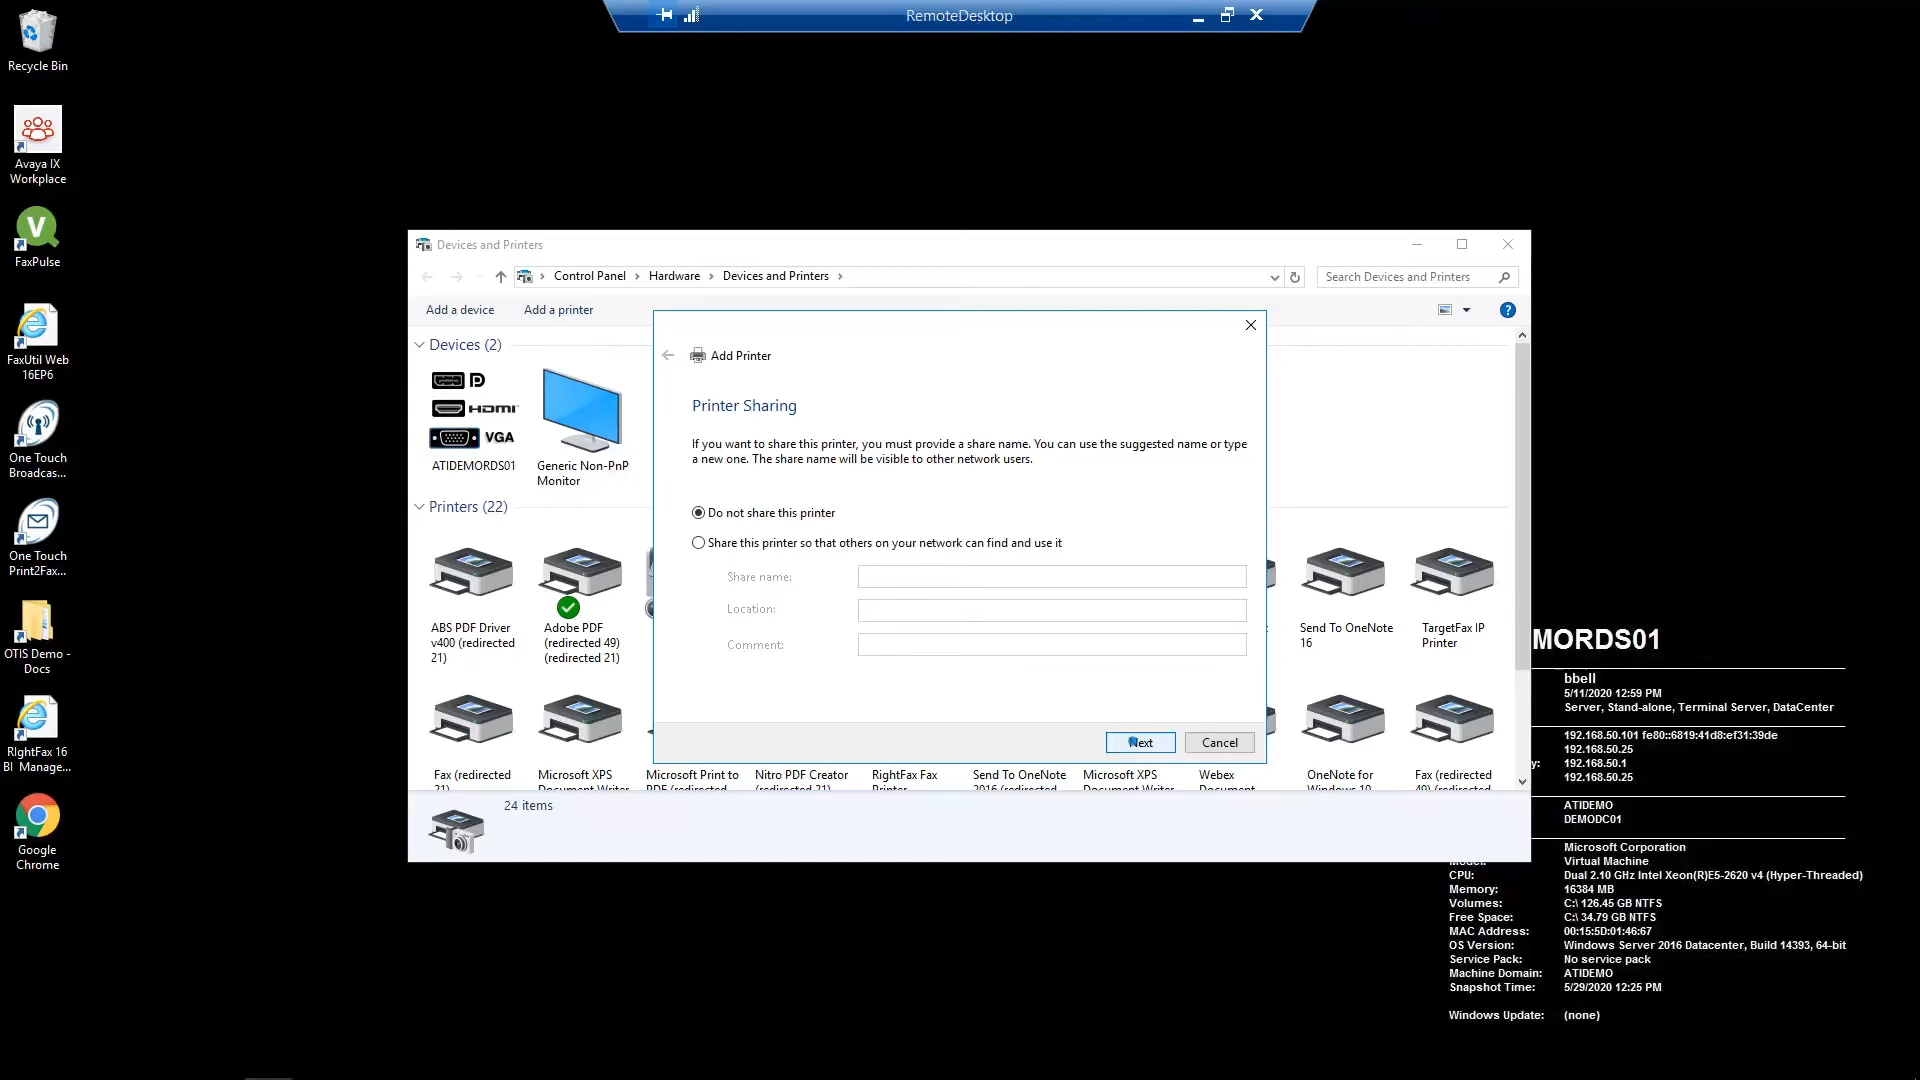 RemoteDesktop
Recycle Bin
Avaya IX
Workplace
FaxPulse
FaxUtil Web
16EP6
One Touch
Broadcas...
One Touch
Print2Fax...
OTIS Demo -
Docs
RIghtFax 16
BI Manage...
Google
Chrome
Devices and Printers
Control Panel
Hardware
Devices and Printers
Search Devices and Printers
Add a device
Add a printer
Devices (2)
HDMI
VGA
ATIDEMORDS01
Generic Non-PnP
Monitor
Printers (22)
ABS PDF Driver
v400 (redirected
21)
Adobe PDF
(redirected 49)
(redirected 21)
Send To OneNote
16
TargetFax IP
Printer
Fax (redirected
21)
Microsoft XPS
Document Writer
Microsoft Print to
PDF (redirected
Nitro PDF Creator
(redirected 21)
RightFax Fax
Printer
Send To OneNote
2016 (redirected
Microsoft XPS
Document Writer
Webex
Document
OneNote for
Windows 10
Fax (redirected
49) (redirected
24 items
Add Printer
Printer Sharing
If you want to share this printer, you must provide a share name. You can use the suggested name or type
a new one. The share name will be visible to other network users.
Do not share this printer
Share this printer so that others on your network can find and use it
Share name:
Location:
Comment:
Next
Cancel
MORDS01
bbell
5/11/2020 12:59 PM
Server, Stand-alone, Terminal Server, DataCenter
192.168.50.101 fe80::6819:41d8:ef31:39de
192.168.50.25
y: 192.168.50.1
192.168.50.25
ATIDEMO
DEMODC01
Microsoft Corporation
Model: Virtual Machine
CPU: Dual 2.10 GHz Intel Xeon(R)E5-2620 v4 (Hyper-Threaded)
Memory: 16384 MB
Volumes: C:\ 126.45 GB NTFS
Free Space: C:\ 34.79 GB NTFS
MAC Address: 00:15:5D:01:46:67
OS Version: Windows Server 2016 Datacenter, Build 14393, 64-bit
Service Pack: No service pack
Machine Domain: ATIDEMO
Snapshot Time: 5/29/2020 12:25 PM
Windows Update: (none)